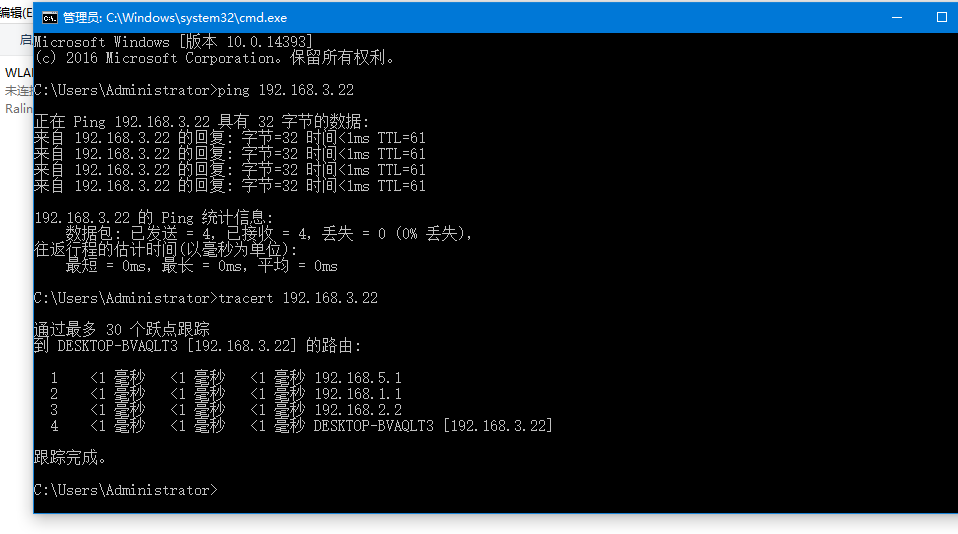 编辑(E
管理员: C:\Windows\system32\cmd.exe
Microsoft Windows [版本 10.0.14393]
(c) 2016 Microsoft Corporation。保留所有权利。
WLA
C:\Users\Administrator>ping 192.168.3.22
未连
Ralin
正在 Ping 192.168.3.22 具有 32 字节的数据:
来自 192.168.3.22 的回复: 字节=32 时间<1ms TTL=61
来自 192.168.3.22 的回复: 字节=32 时间<1ms TTL=61
来自 192.168.3.22 的回复: 字节=32 时间<1ms TTL=61
来自 192.168.3.22 的回复: 字节=32 时间<1ms TTL=61
192.168.3.22 的 Ping 统计信息:
数据包: 已发送 = 4，已接收 = 4，丢失 = 0 (0% 丢失)，
往返行程的估计时间(以毫秒为单位):
最短 = 0ms，最长 = 0ms，平均 = 0ms
C:\Users\Administrator>tracert 192.168.3.22
通过最多 30 个跃点跟踪
到 DESKTOP-BVAQLT3 [192.168.3.22] 的路由:
1 <1 毫秒 <1 毫秒 <1 毫秒 192.168.5.1
2 <1 毫秒 <1 毫秒 <1 毫秒 192.168.1.1
3 <1 毫秒 <1 毫秒 <1 毫秒 192.168.2.2
4 <1 毫秒 <1 毫秒 <1 毫秒 DESKTOP-BVAQLT3 [192.168.3.22]
跟踪完成。
C:\Users\Administrator>